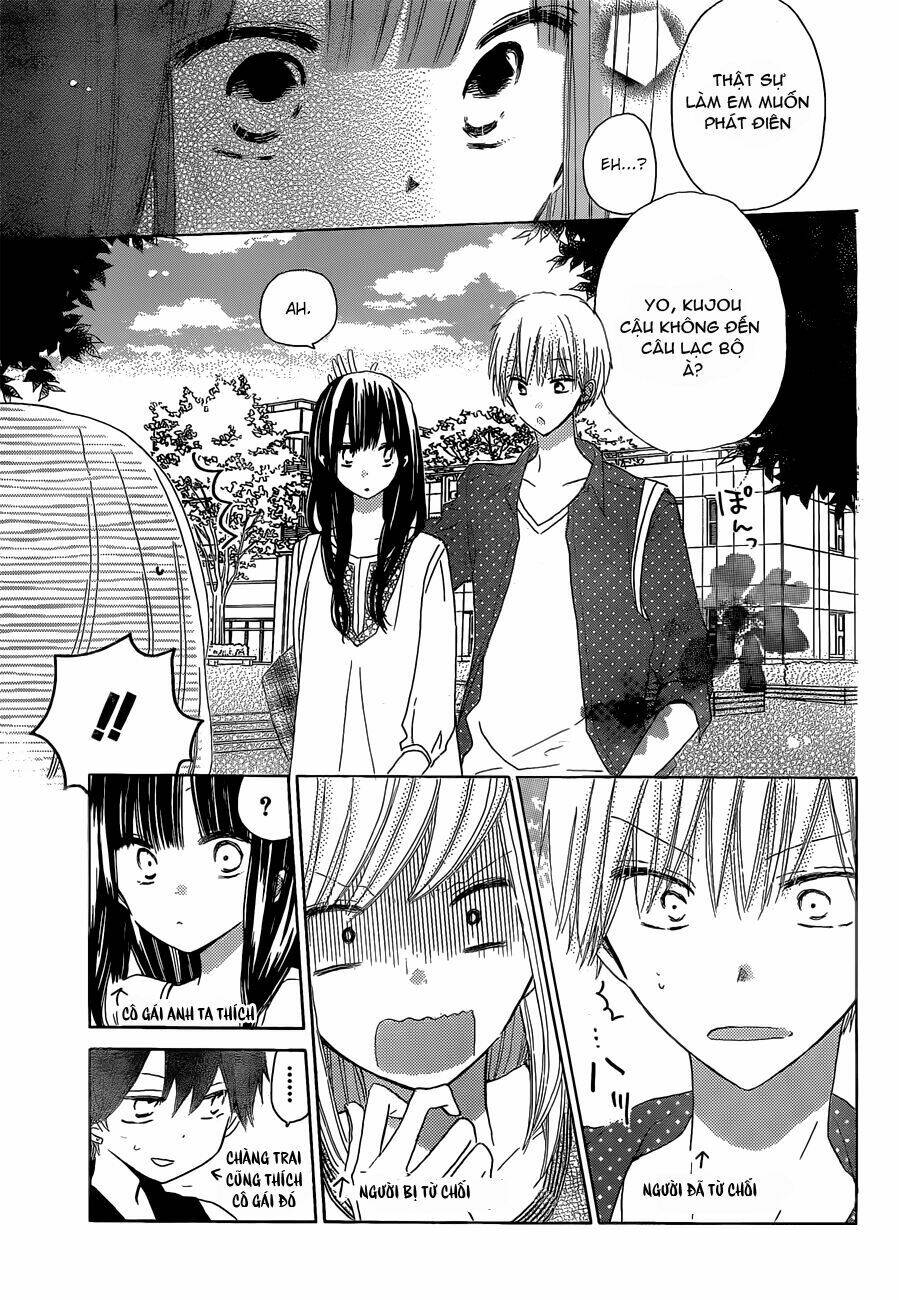 THẬT SỰ
LÀM EM MUỐN
PHÁT ĐIÊN
EH...?
YO, KUJOU
CẬU KHÔNG ĐẾN
CÂU LẠC BỘ
À?
AH.
ぽんっ
!!
?
CÔ GÁI ANH TA THÍCH
NGƯỜI BỊ TỪ CHỐI
NGƯỜI ĐÃ TỪ CHỐI
......
CHÀNG TRAI
CŨNG THÍCH
CÔ GÁI ĐÓ